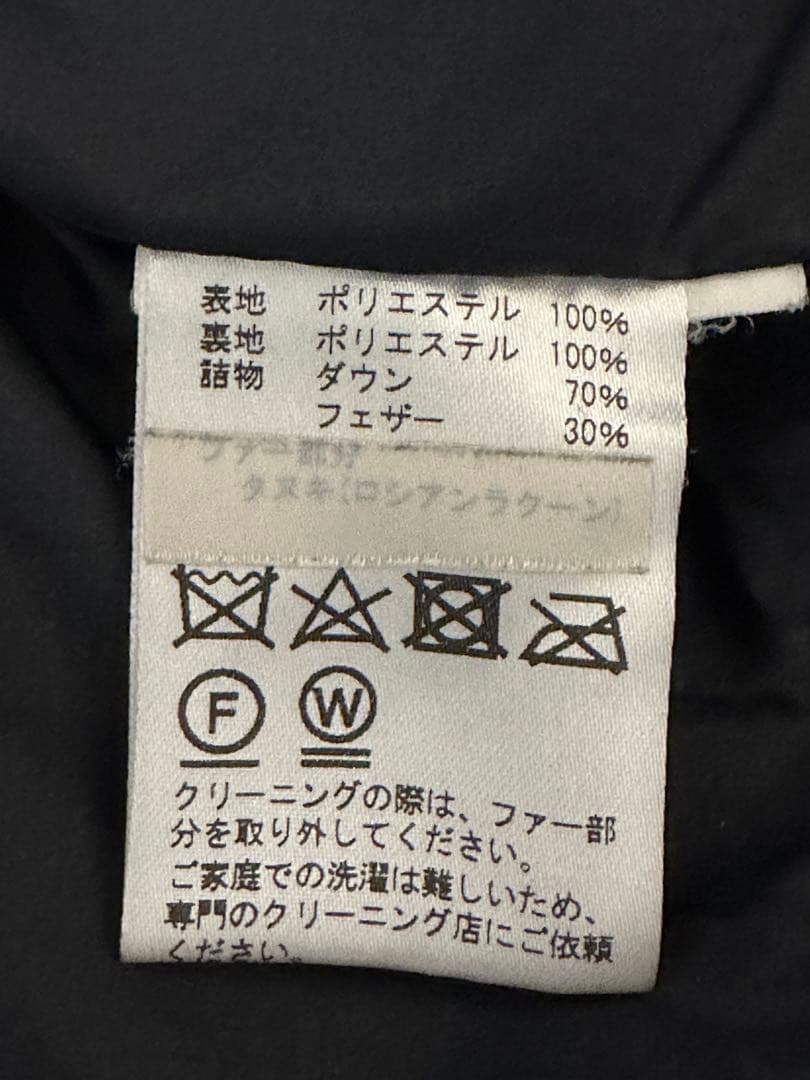 表地 ポリエステル 100%
裏地 ポリエステル 100%
詰物 ダウン 70%
フェザー 30%
ファー部分
タヌキ(ロシアンラクーン)
F W
クリーニングの際は、ファー部
分を取り外してください。
ご家庭での洗濯は難しいため、
専門のクリーニング店にご依頼
ください。